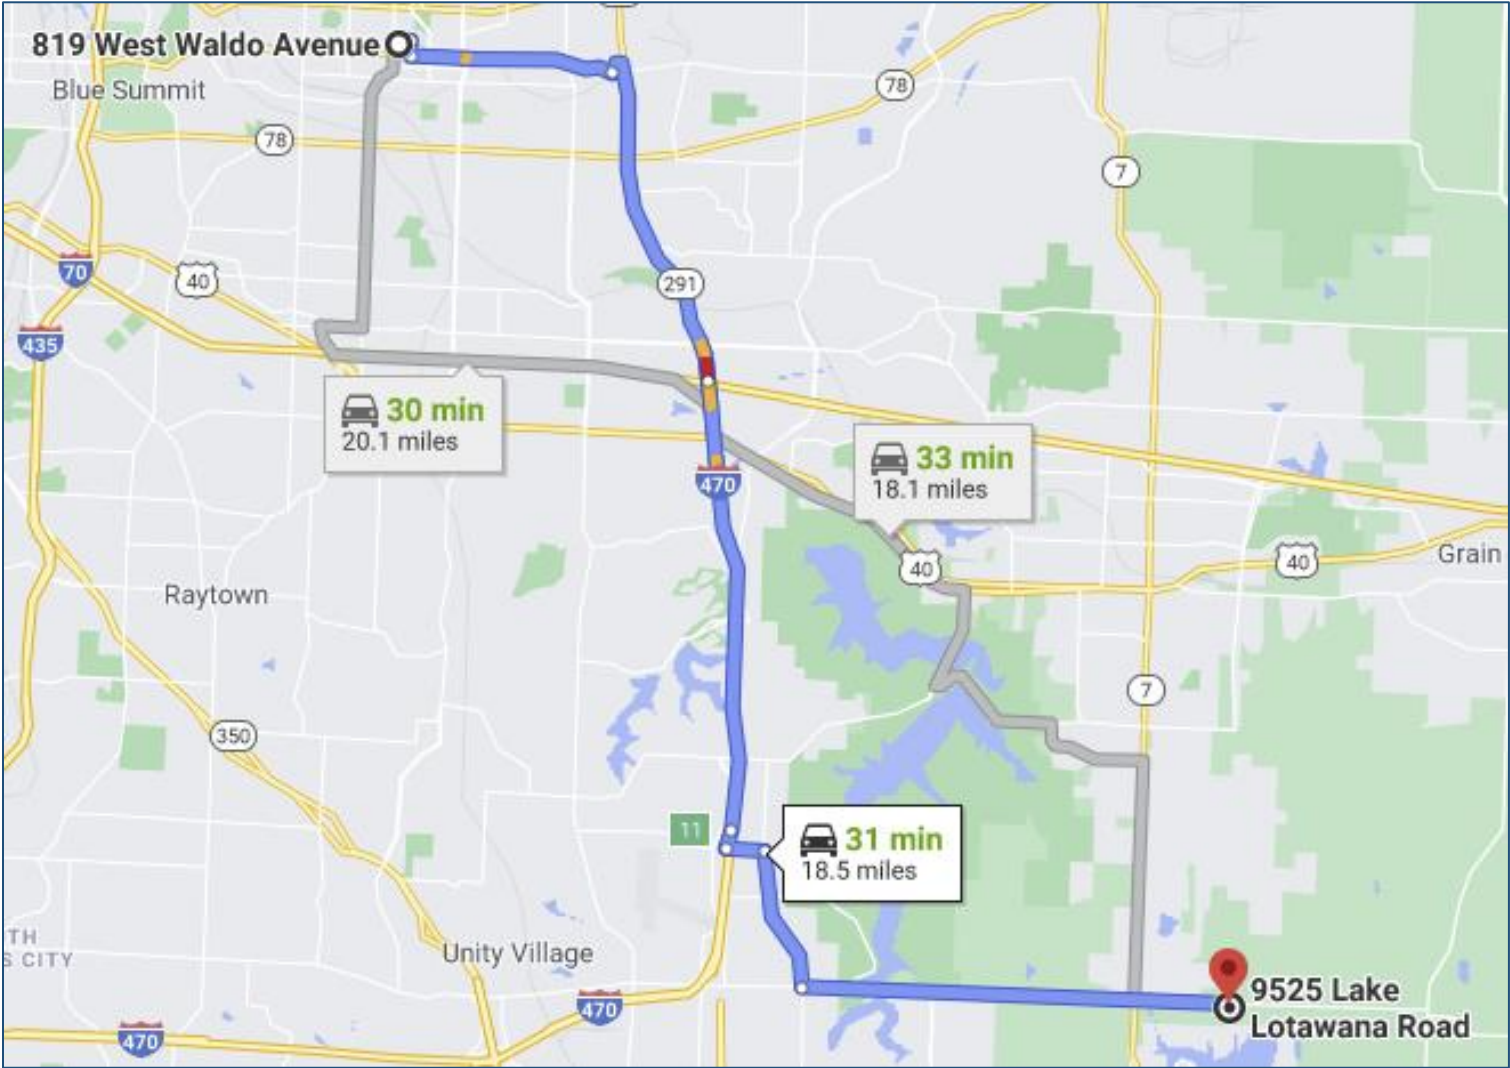 819 West Waldo Avenue
Blue Summit
78
78
7
70
40
291
435
30 min
20.1 miles
33 min
18.1 miles
470
40
40
Grain
Raytown
7
350
11
31 min
18.5 miles
TH
S CITY
Unity Village
9525 Lake
Lotawana Road
470
470